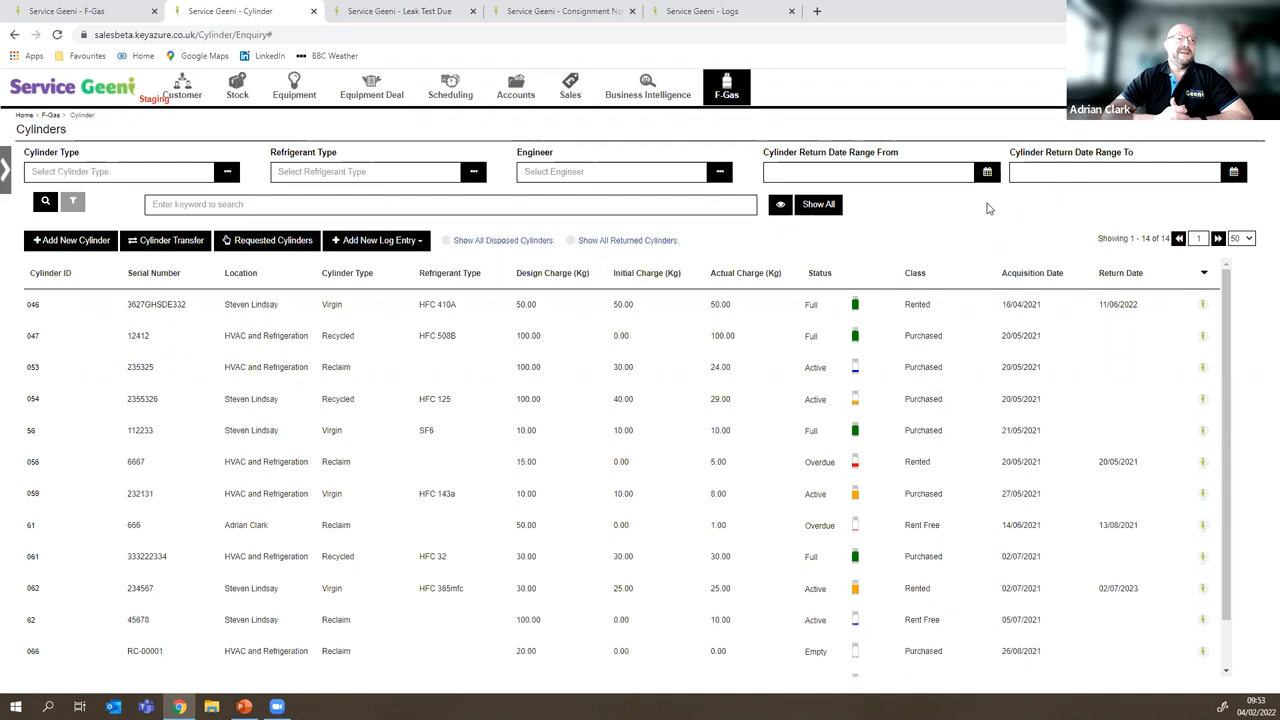 Service Geeni - F-Gas
Service Geeni - Cylinder
Service Geeni - Leak Test Due
Service Geeni - Consignment No
Service Geeni - Logs
salesbeta.keyazure.co.uk/Cylinder/Enquiry#
Apps Favourites Home Google Maps LinkedIn BBC Weather
Service Geeni
Staging
Customer Stock Equipment Equipment Deal Scheduling Accounts Sales Business Intelligence F-Gas
Adrian Clark
Home > F-Gas > Cylinder
Cylinders
Cylinder Type Refrigerant Type Engineer Cylinder Return Date Range From Cylinder Return Date Range To
Select Cylinder Type Select Refrigerant Type Select Engineer
Enter keyword to search Show All
Add New Cylinder Cylinder Transfer Requested Cylinders Add New Log Entry Show All Disposed Cylinders. Show All Returned Cylinders. Showing 1 - 14 of 14 1 50
Cylinder ID Serial Number Location Cylinder Type Refrigerant Type Design Charge (Kg) Initial Charge (Kg) Actual Charge (Kg) Status Class Acquisition Date Return Date
046 3627GHSDE332 Steven Lindsay Virgin HFC 410A 50.00 50.00 50.00 Full Rented 16/04/2021 11/06/2022
047 12412 HVAC and Refrigeration Recycled HFC 508B 100.00 0.00 100.00 Full Purchased 20/05/2021
053 235325 HVAC and Refrigeration Reclaim 100.00 30.00 24.00 Active Purchased 20/05/2021
054 2355326 Steven Lindsay Recycled HFC 125 100.00 40.00 29.00 Active Purchased 20/05/2021
56 112233 Steven Lindsay Virgin SF6 10.00 10.00 10.00 Full Purchased 21/05/2021
056 6667 HVAC and Refrigeration Reclaim 15.00 0.00 5.00 Overdue Rented 20/05/2021 20/05/2021
059 232131 HVAC and Refrigeration Virgin HFC 143a 10.00 10.00 8.00 Active Purchased 27/05/2021
61 666 Adrian Clark Reclaim 50.00 0.00 1.00 Overdue Rent Free 14/06/2021 13/08/2021
061 333222334 HVAC and Refrigeration Recycled HFC 32 30.00 30.00 30.00 Full Purchased 02/07/2021
062 234567 Steven Lindsay Virgin HFC 365mfc 30.00 25.00 25.00 Active Rented 02/07/2021 02/07/2023
62 45678 Steven Lindsay Reclaim 100.00 0.00 10.00 Active Rent Free 05/07/2021
066 RC-00001 HVAC and Refrigeration Reclaim 20.00 0.00 0.00 Empty Purchased 26/08/2021
09:53
04/02/2022